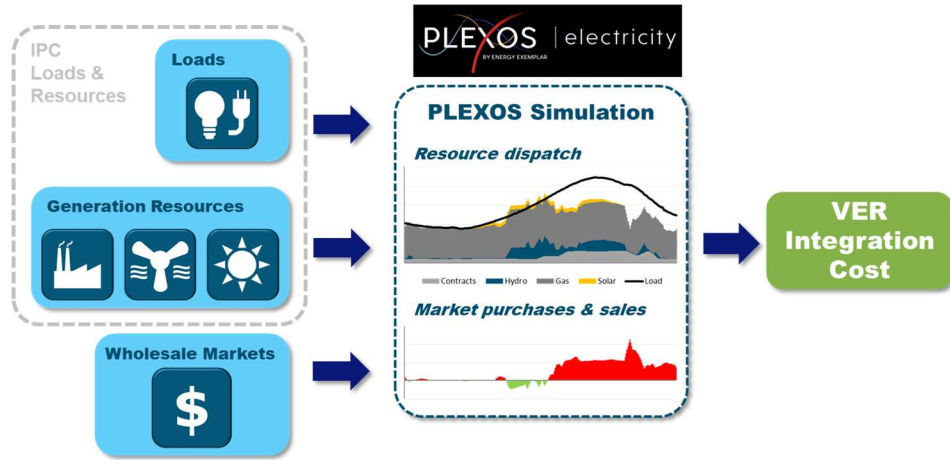 IPC
Loads &
Resources
Loads
Generation Resources
Wholesale Markets
$
PLEXOS | electricity
BY ENERGY EXEMPLAR
PLEXOS Simulation
Resource dispatch
Contracts Hydro Gas Solar Load
Market purchases & sales
VER
Integration
Cost